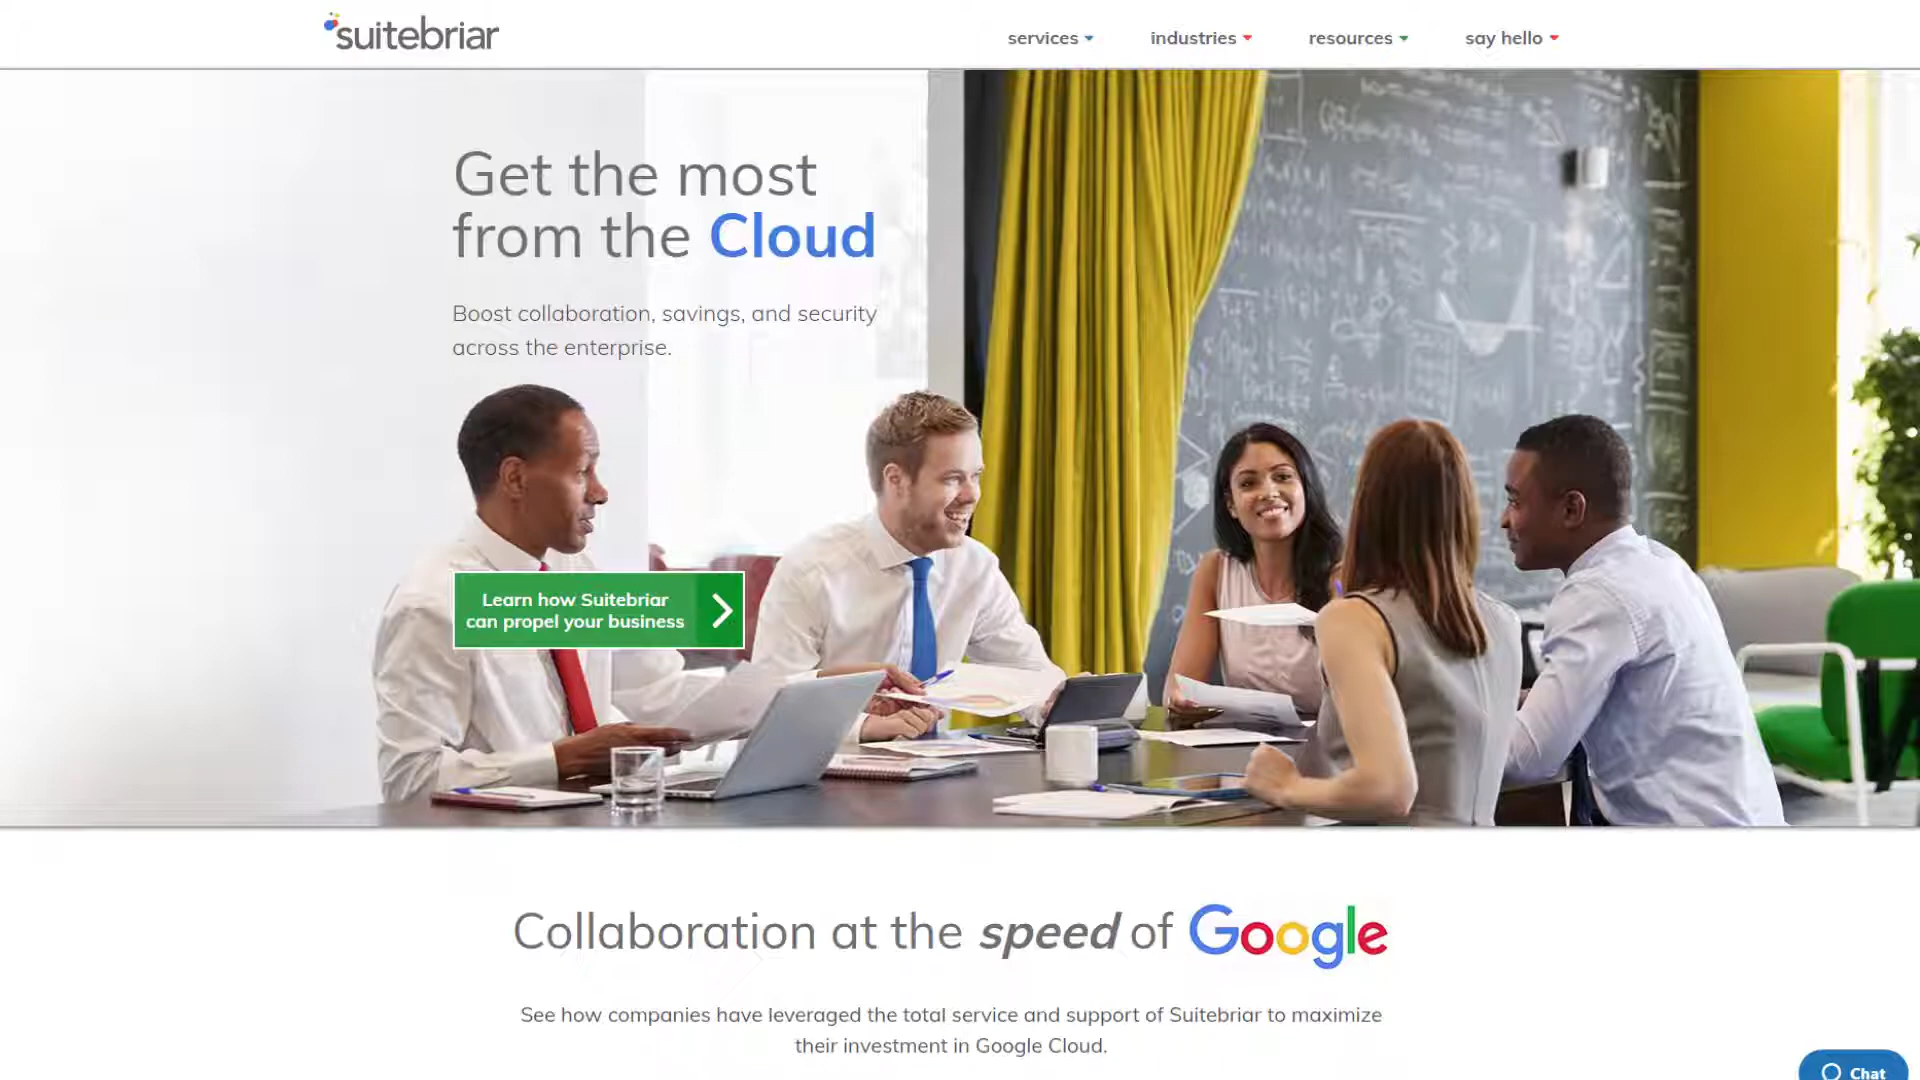 suitebriar
services
industries
resources
say hello
Get the most
from the Cloud
Boost collaboration, savings, and security
across the enterprise.
Learn how Suitebriar
can propel your business
Collaboration at the speed of Google
See how companies have leveraged the total service and support of Suitebriar to maximize
their investment in Google Cloud.
Chat